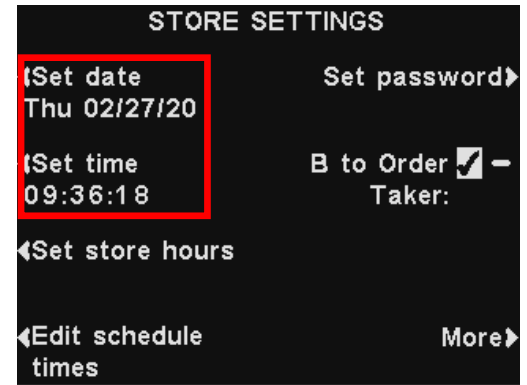 STORE SETTINGS
Set date
Thu 02/27/20
Set password
Set time
09:36:18
B to Order
Taker:
Set store hours
Edit schedule
times
More